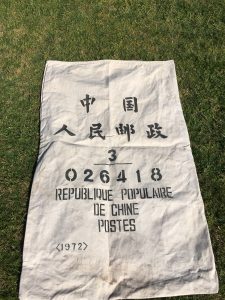 中国
人民邮政
3
026418
REPUBLIQUE POPULAIRE
DE CHINE
POSTES
<1972>